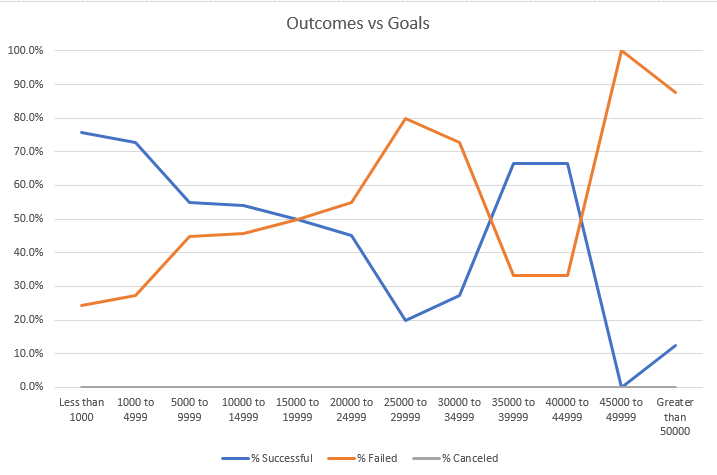 Outcomes vs Goals
100.0%
90.0%
80.0%
70.0%
60.0%
50.0%
40.0%
30.0%
20.0%
10.0%
0.0%
Less than 1000
1000 to 4999
5000 to 9999
10000 to 14999
15000 to 19999
20000 to 24999
25000 to 29999
30000 to 34999
35000 to 39999
40000 to 44999
45000 to 49999
Greater than 50000
% Successful
% Failed
% Canceled